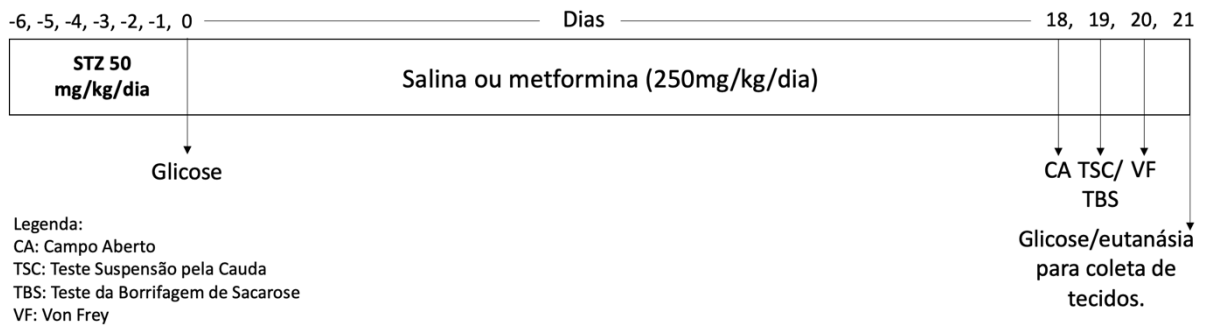 -6, -5, -4, -3, -2, -1, 0 Dias 18, 19, 20, 21
STZ 50
mg/kg/dia
Salina ou metformina (250mg/kg/dia)
Glicose
CA TSC/ VF
TBS
Glicose/eutanásia
para coleta de
tecidos.
Legenda:
CA: Campo Aberto
TSC: Teste Suspensão pela Cauda
TBS: Teste da Borrifagem de Sacarose
VF: Von Frey